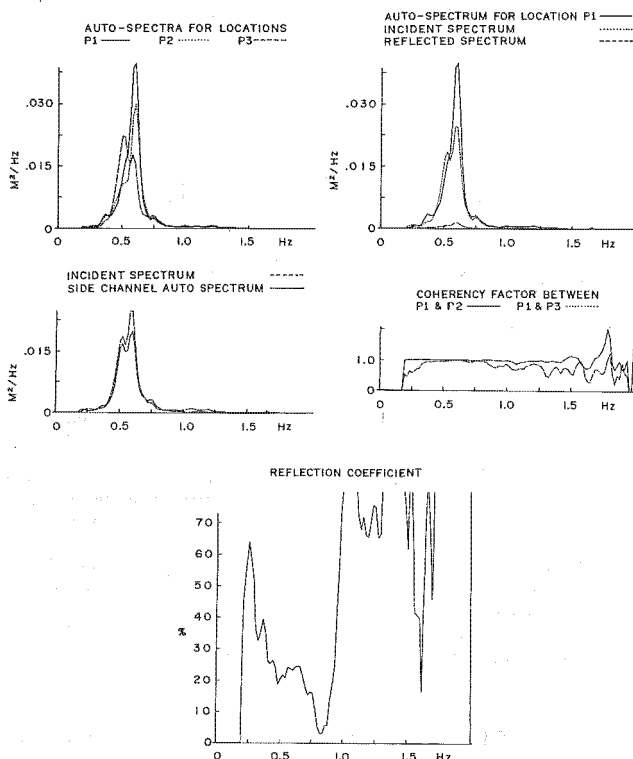 AUTO-SPECTRA FOR LOCATIONS
P1 P2 P3
.030
.015
0
M²/Hz
0 0.5 1.0 1.5 Hz
AUTO-SPECTRUM FOR LOCATION P1
INCIDENT SPECTRUM
REFLECTED SPECTRUM
.030
.015
0
M²/Hz
0 0.5 1.0 1.5 Hz
INCIDENT SPECTRUM
SIDE CHANNEL AUTO SPECTRUM
.015
0
M²/Hz
0 0.5 1.0 1.5 Hz
COHERENCY FACTOR BETWEEN
P1 & P2 P1 & P3
1.0
0
0 0.5 1.0 1.5 Hz
REFLECTION COEFFICIENT
70
60
50
40
30
20
10
0
%
0 0.5 1.0 1.5 Hz